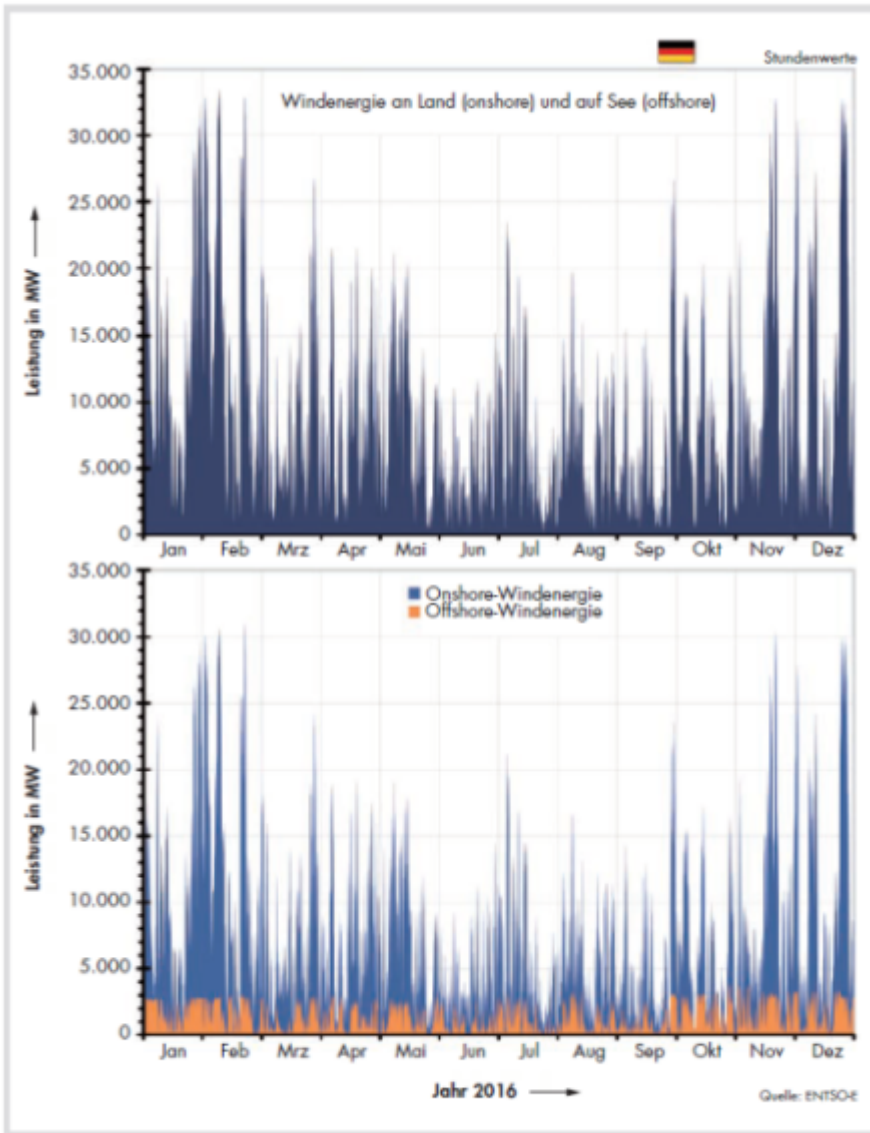 Stundenwerte
Windenergie an Land (onshore) und auf See (offshore)
Leistung in MW
35.000
30.000
25.000
20.000
15.000
10.000
5.000
0
Jan Feb Mrz Apr Mai Jun Jul Aug Sep Okt Nov Dez
Onshore-Windenergie
Offshore-Windenergie
Leistung in MW
35.000
30.000
25.000
20.000
15.000
10.000
5.000
0
Jan Feb Mrz Apr Mai Jun Jul Aug Sep Okt Nov Dez
Jahr 2016
Quelle: ENTSO-E